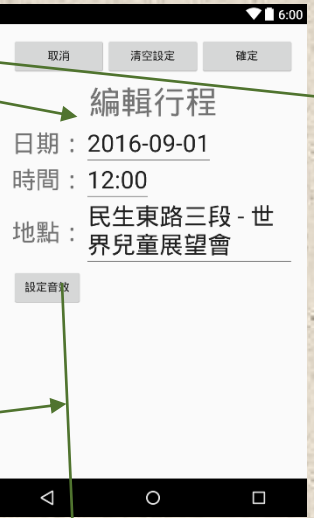 6:00
取消 清空設定 確定
編輯行程
日期：2016-09-01
時間：12:00
地點：民生東路三段 - 世
界兒童展望會
設定音效